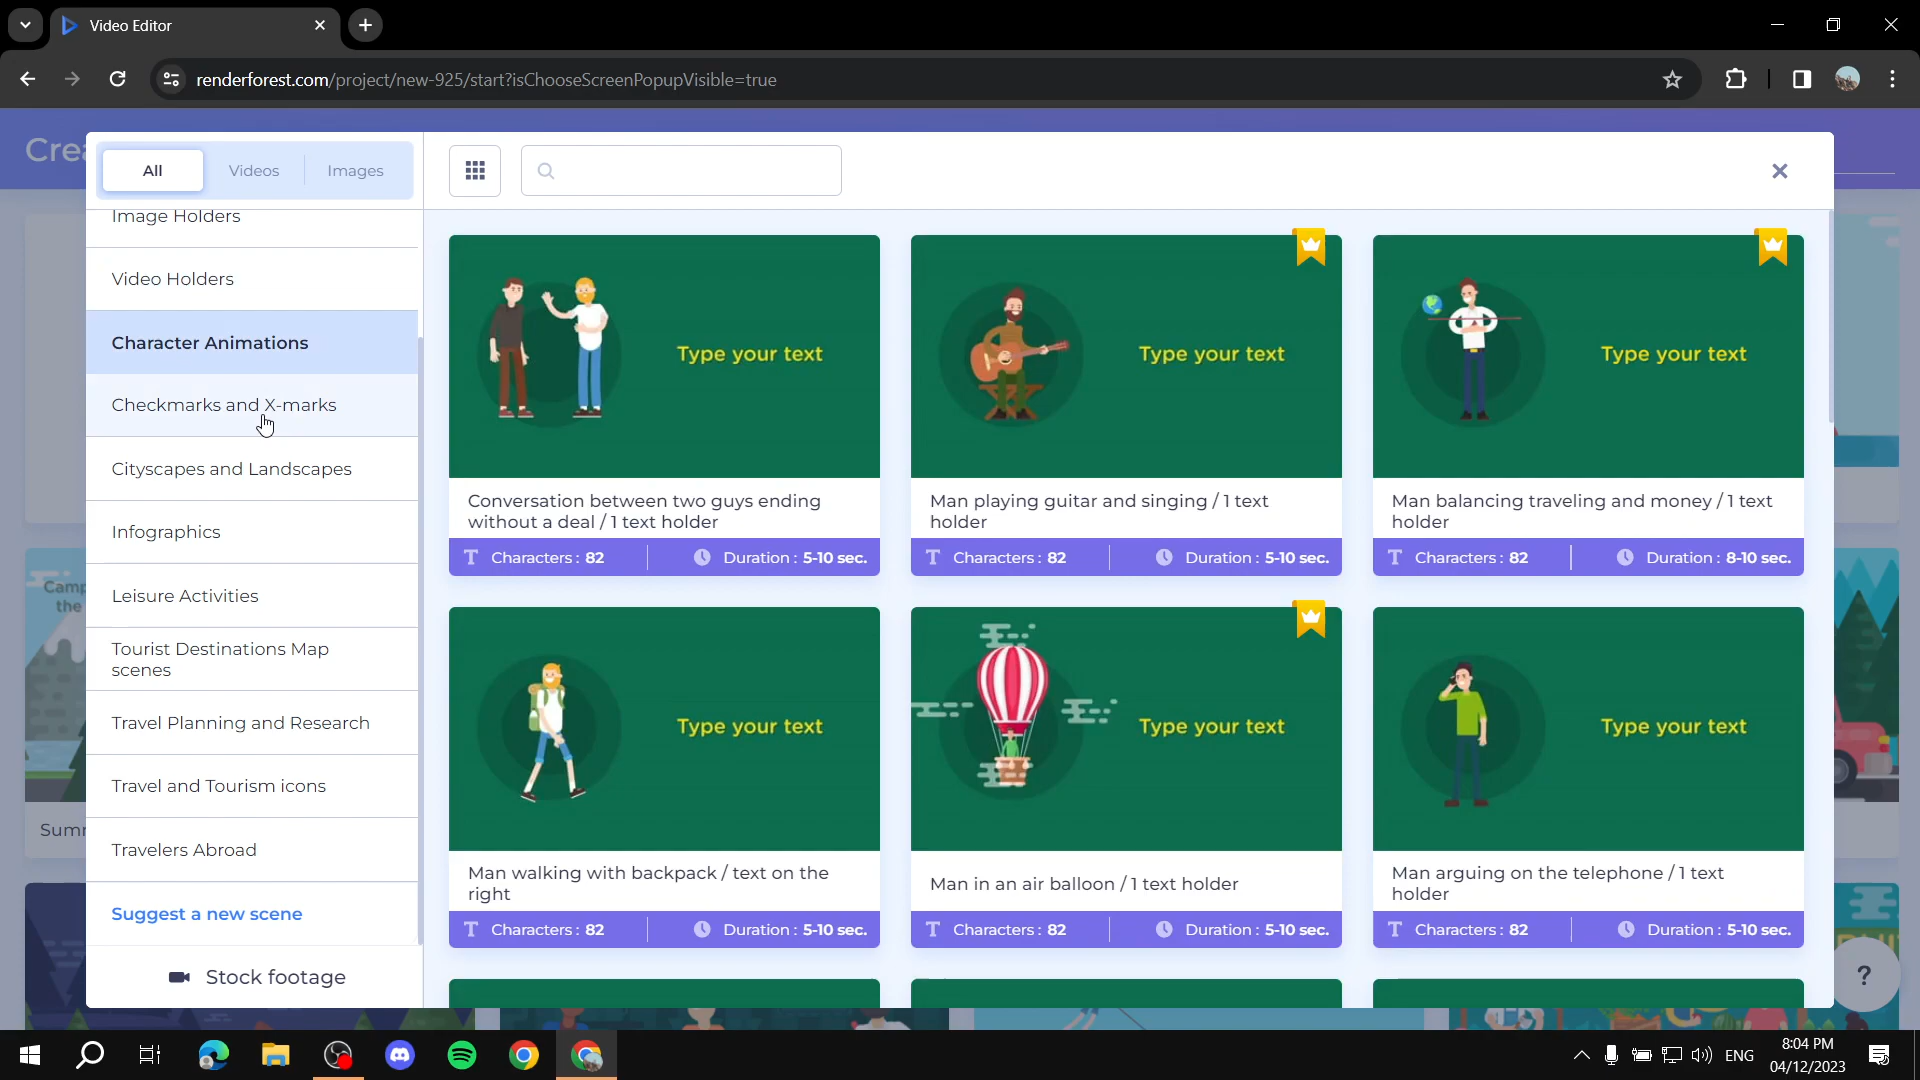 Video Editor
renderforest.com/project/new-925/start?isChooseScreenPopupVisible=true
All
Videos
Images
Image Holders
Video Holders
Character Animations
Checkmarks and X-marks
Cityscapes and Landscapes
Infographics
Leisure Activities
Tourist Destinations Map
scenes
Travel Planning and Research
Travel and Tourism icons
Travelers Abroad
Suggest a new scene
Stock footage
Type your text
Conversation between two guys ending
without a deal / 1 text holder
Characters : 82
Duration : 5-10 sec.
Type your text
Man playing guitar and singing / 1 text
holder
Characters : 82
Duration : 5-10 sec.
Type your text
Man balancing traveling and money / 1 text
holder
Characters : 82
Duration : 8-10 sec.
Type your text
Man walking with backpack / text on the
right
Characters : 82
Duration : 5-10 sec.
Type your text
Man in an air balloon / 1 text holder
Characters : 82
Duration : 5-10 sec.
Type your text
Man arguing on the telephone / 1 text
holder
Characters : 82
Duration : 5-10 sec.
Crea
Camp
the
Summ
?
ENG
8:04 PM
04/12/2023